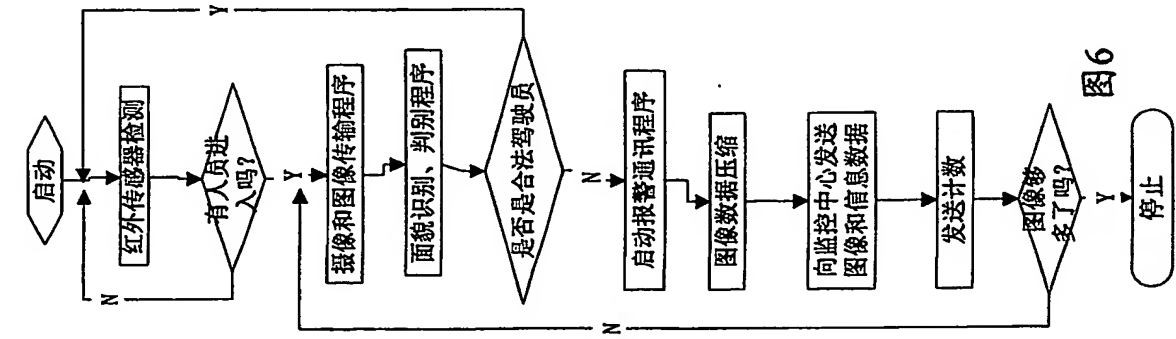 启动
红外传感器检测
有人员进
入吗?
N
Y
摄像和图像传输程序
面貌识别、判别程序
是否是合法驾驶员
Y
N
启动报警通讯程序
图像数据压缩
向监控中心发送
图像和信息数据
发送计数
图像够
多了吗?
N
Y
停止
图6